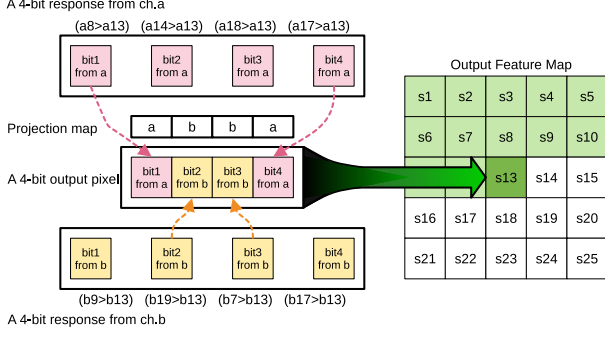 A 4-bit response from ch.a
(a8>a13) (a14>a13) (a18>a13) (a17>a13)
bit1 from a
bit2 from a
bit3 from a
bit4 from a
Projection map
a b b a
A 4-bit output pixel
bit1 from a
bit2 from b
bit3 from b
bit4 from a
bit1 from b
bit2 from b
bit3 from b
bit4 from b
(b9>b13) (b19>b13) (b7>b13) (b17>b13)
A 4-bit response from ch.b
Output Feature Map
s1 s2 s3 s4 s5
s6 s7 s8 s9 s10
s13 s14 s15
s16 s17 s18 s19 s20
s21 s22 s23 s24 s25